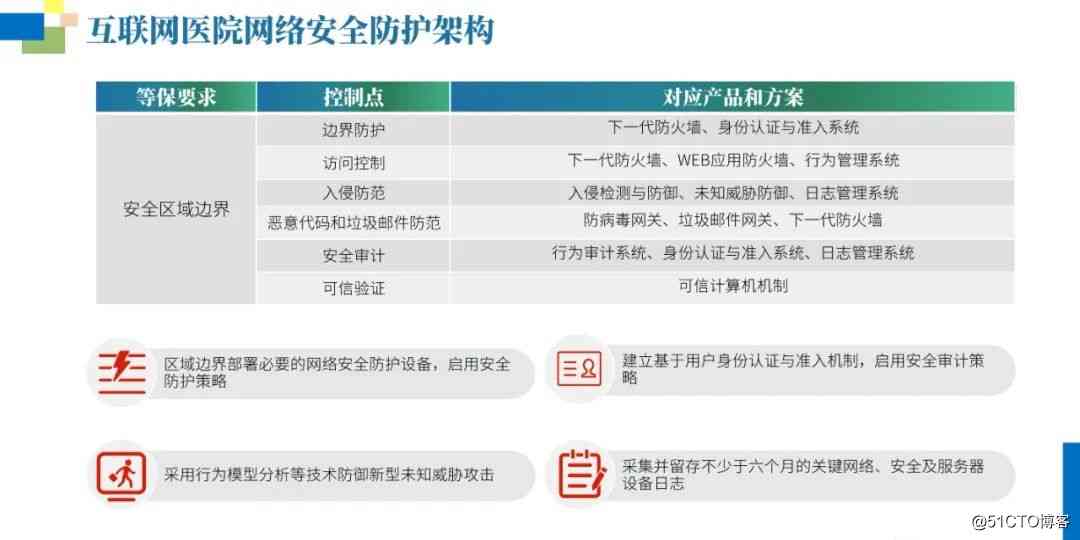 互联网医院网络安全防护架构
等保要求 控制点 对应产品和方案
安全区域边界
边界防护 下一代防火墙、身份认证与准入系统
访问控制 下一代防火墙、WEB应用防火墙、行为管理系统
入侵防范 入侵检测与防御、未知威胁防御、日志管理系统
恶意代码和垃圾邮件防范 防病毒网关、垃圾邮件网关、下一代防火墙
安全审计 行为审计系统、身份认证与准入系统、日志管理系统
可信验证 可信计算机机制
区域边界部署必要的网络安全防护设备，启用安全
防护策略
建立基于用户身份认证与准入机制，启用安全审计策
略
采用行为模型分析等技术防御新型未知威胁攻击
采集并留存不少于六个月的关键网络、安全及服务器
设备日志
@51CTO博客